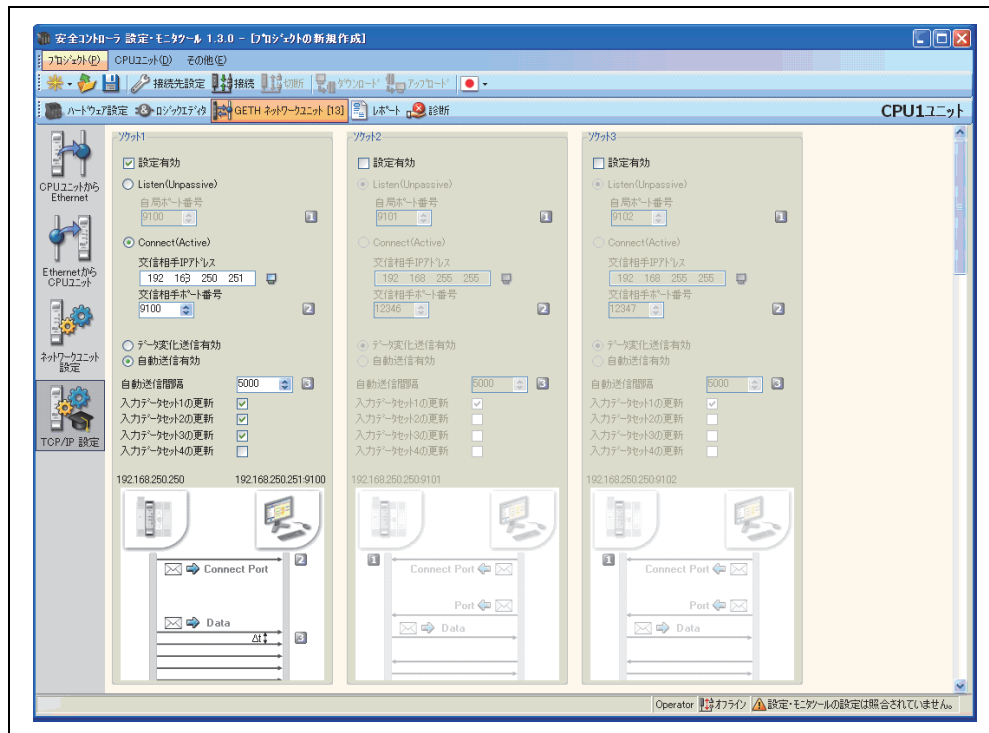 安全コントローラ 設定・モニタツール 1.3.0 - [プロジェクトの新規作成]
プロジェクト(P) CPUユニット(D) その他(E)
接続先設定 接続 切断 ダウンロード アップロード
ハードウェア設定 ロジックエディタ GETH ネットワークユニット [13] レポート 診断 CPU1ユニット
CPUユニットから
Ethernet
Ethernetから
CPUユニット
ネットワークユニット
設定
TCP/IP 設定
ソケット1
設定有効
Listen(Unpassive)
自局ポート番号
9100
1
Connect(Active)
交信相手IPアドレス
192 168 250 251
交信相手ポート番号
9100
2
データ変化送信有効
自動送信有効
自動送信間隔 5000 3
入力データセット1の更新
入力データセット2の更新
入力データセット3の更新
入力データセット4の更新
192.168.250.250 192.168.250.251:9100
2
Connect Port
Data
Δt 3
ソケット2
設定有効
Listen(Unpassive)
自局ポート番号
9101
1
Connect(Active)
交信相手IPアドレス
192 168 255 255
交信相手ポート番号
12346
2
データ変化送信有効
自動送信有効
自動送信間隔 5000 3
入力データセット1の更新
入力データセット2の更新
入力データセット3の更新
入力データセット4の更新
192.168.250.250:9101
1
Connect Port
Port
Data
ソケット3
設定有効
Listen(Unpassive)
自局ポート番号
9102
1
Connect(Active)
交信相手IPアドレス
192 168 255 255
交信相手ポート番号
12347
2
データ変化送信有効
自動送信有効
自動送信間隔 5000 3
入力データセット1の更新
入力データセット2の更新
入力データセット3の更新
入力データセット4の更新
192.168.250.250:9102
1
Connect Port
Port
Data
Operator オフライン 設定・モニタツールの設定は照合されていません。